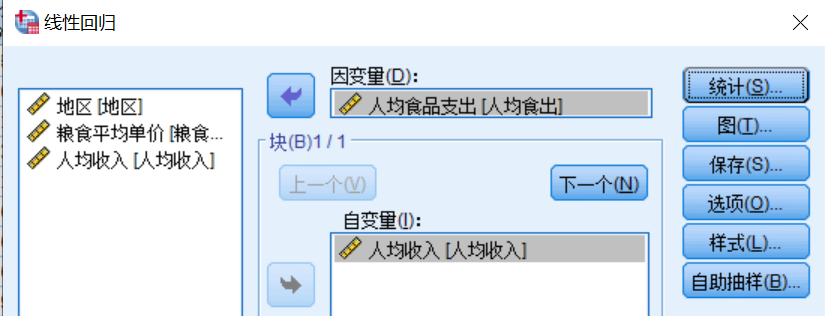 线性回归
地区 [地区]
粮食平均单价 [粮食...
人均收入 [人均收入]
因变量(D):
人均食品支出 [人均食出]
块(B)1 / 1
上一个(V)
下一个(N)
自变量(I):
人均收入 [人均收入]
统计(S)...
图(T)...
保存(S)...
选项(O)...
样式(L)...
自助抽样(B)...